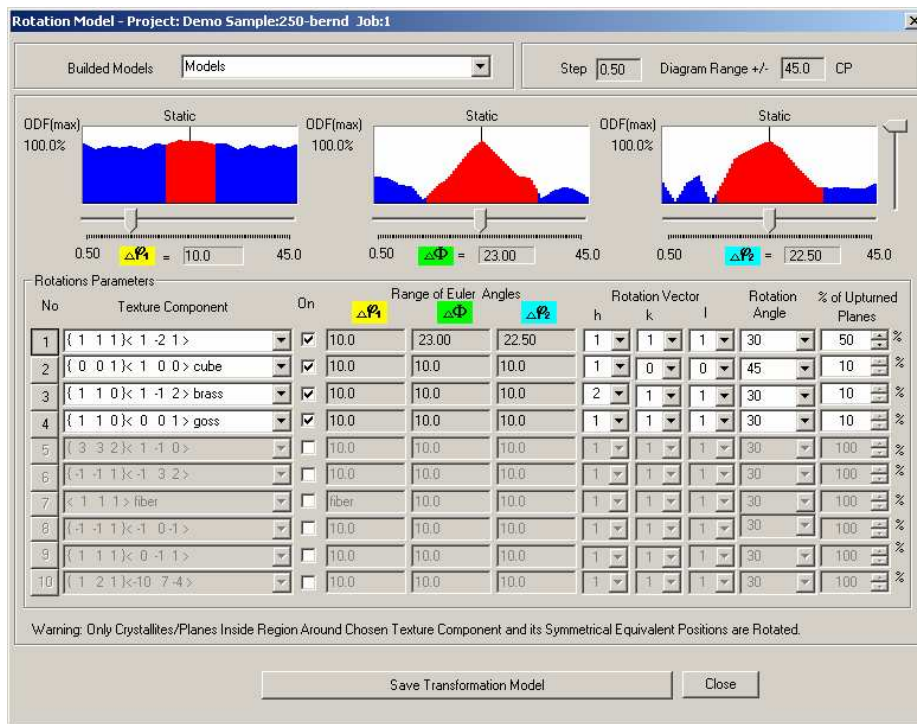 Rotation Model - Project: Demo Sample:250-bernd Job:1
Builded Models Models Step 0.50 Diagram Range +/- 45.0 CP
Static Static Static
ODF(max) ODF(max) ODF(max)
100.0% 100.0% 100.0%
0.50 △φ₁ = 10.0 45.0 0.50 △Φ = 23.00 45.0 0.50 △φ₂ = 22.50 45.0
Rotations Parameters
No Texture Component On Range of Euler Angles Rotation Vector Rotation Angle % of Upturned Planes
△φ₁ △Φ △φ₂ h k l
1 { 1 1 1}< 1 -2 1> 10.0 23.00 22.50 1 1 1 30 50 %
2 { 0 0 1}< 1 0 0> cube 10.0 10.0 10.0 1 0 0 45 10 %
3 { 1 1 0}< 1 -1 2> brass 10.0 10.0 10.0 2 1 1 30 10 %
4 { 1 1 0}< 0 0 1> goss 10.0 10.0 10.0 1 1 1 30 10 %
5 { 3 3 2}< 1 -1 0> 10.0 10.0 10.0 1 1 1 30 100 %
6 {-1 -1 1}<-1 3 2> 10.0 10.0 10.0 1 1 1 30 100 %
7 < 1 1 1> fiber fiber 10.0 10.0 1 1 1 30 100 %
8 {-1 -1 1}<-1 0 -1> 10.0 10.0 10.0 1 1 1 30 100 %
9 { 1 1 1}< 0 -1 1> 10.0 10.0 10.0 1 1 1 30 100 %
10 { 1 2 1}<-10 7 -4> 10.0 10.0 10.0 1 1 1 30 100 %
Warning: Only Crystallites/Planes Inside Region Around Chosen Texture Component and its Symmetrical Equivalent Positions are Rotated.
Save Transformation Model Close